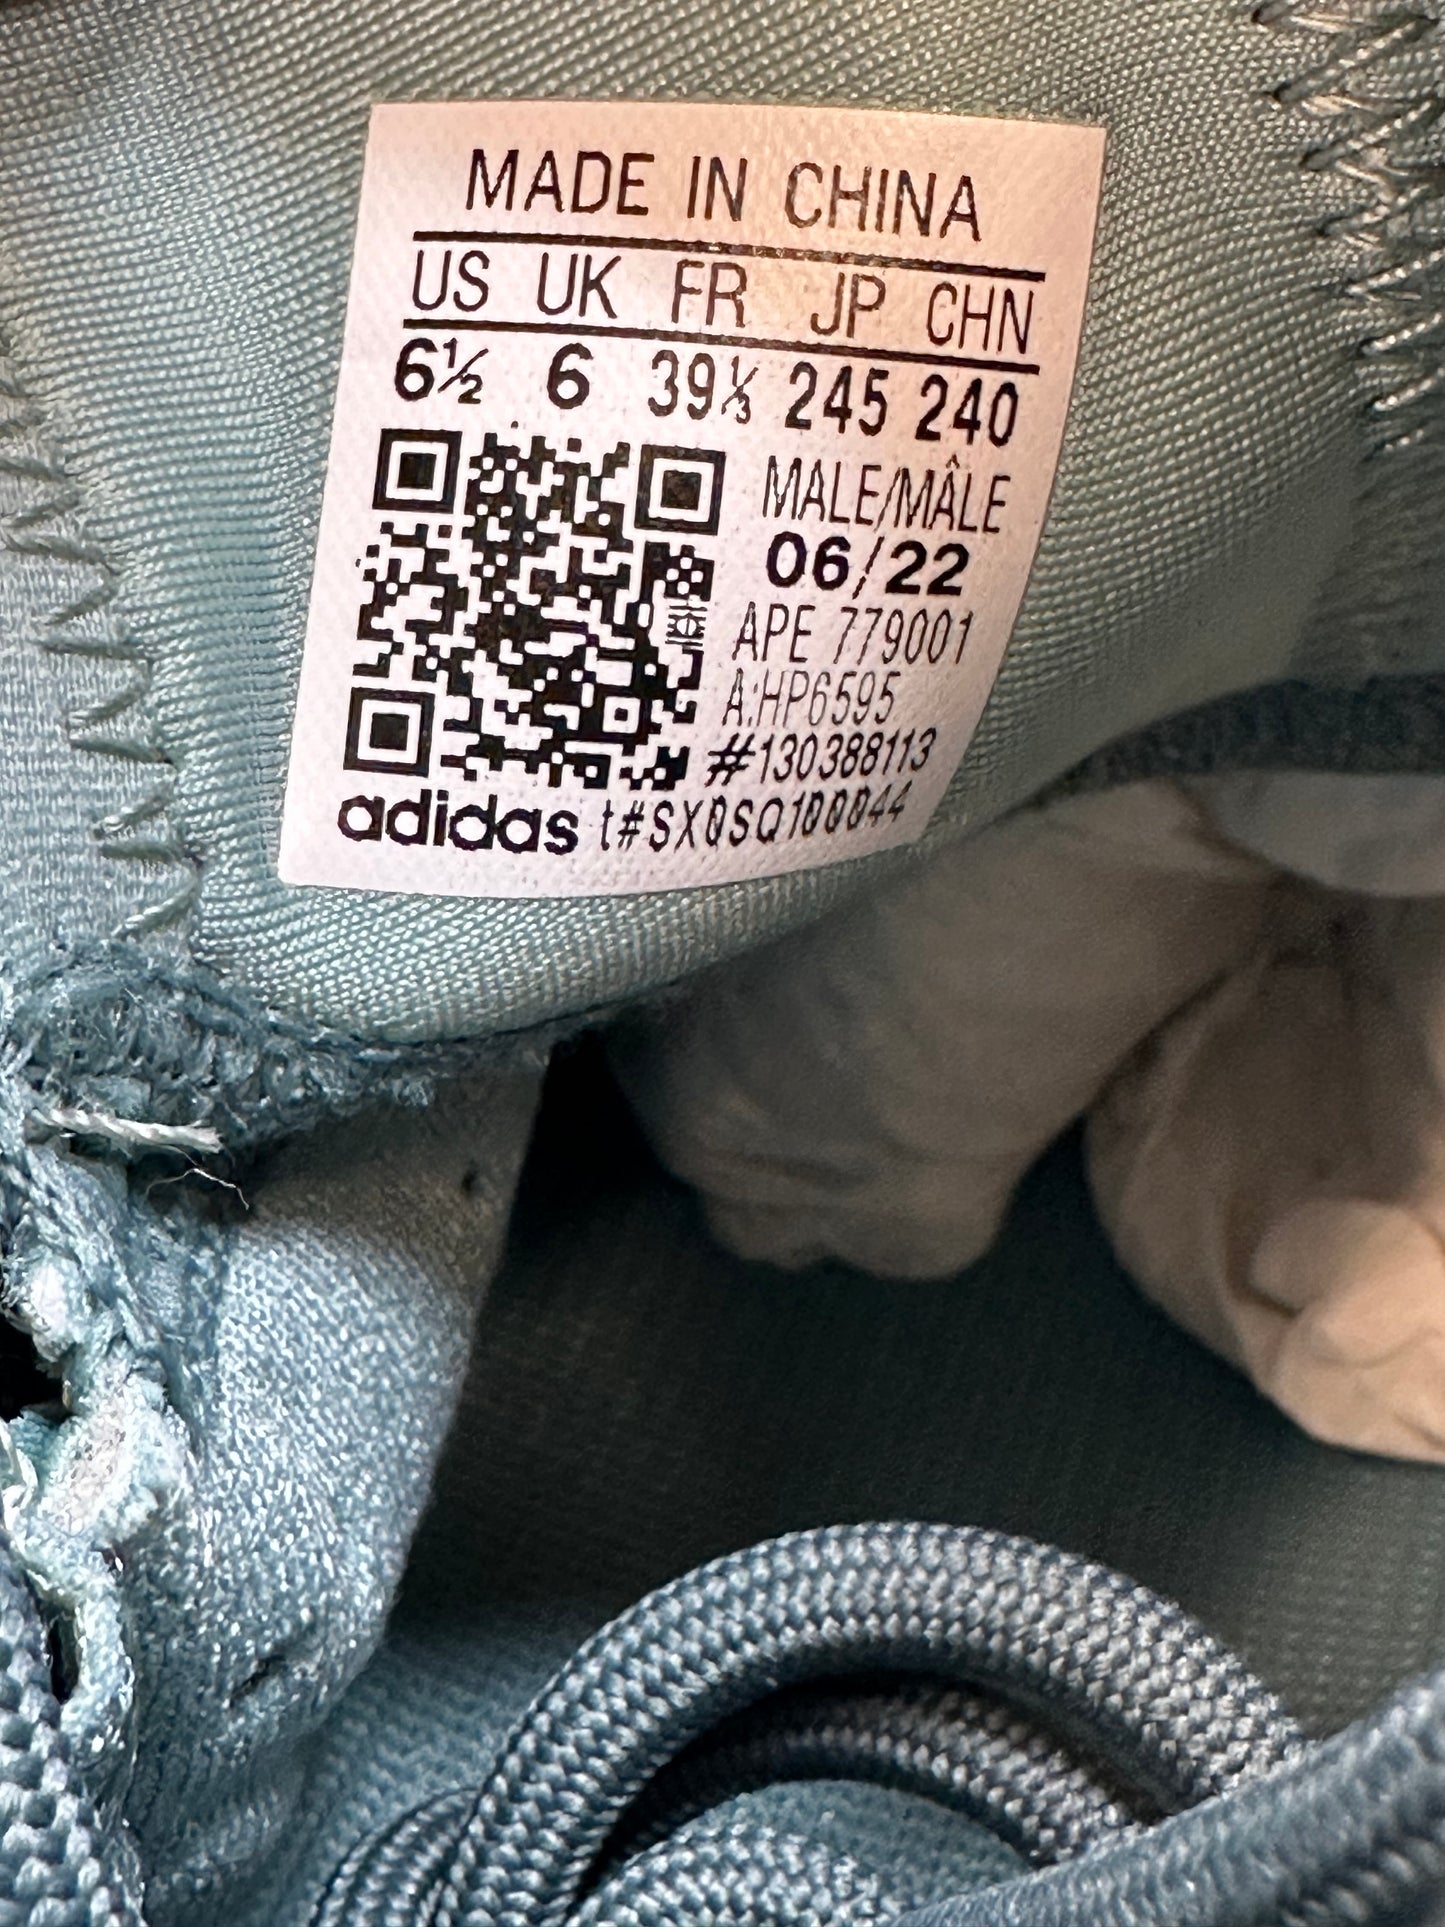 MADE IN CHINA
US UK FR JP CHN
6½ 6 39⅓ 245 240
MALE/MÂLE
06/22
APE 779001
A:HP6595
#130388113
adidas t#SX0SQ100044